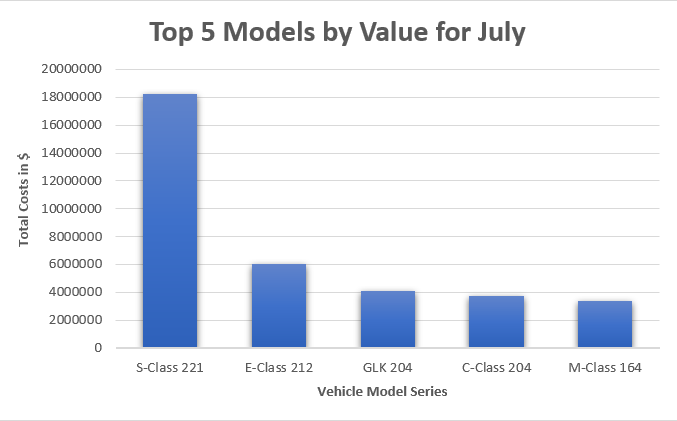 Top 5 Models by Value for July
Total Costs in $
20000000
18000000
16000000
14000000
12000000
10000000
8000000
6000000
4000000
2000000
0
S-Class 221 E-Class 212 GLK 204 C-Class 204 M-Class 164
Vehicle Model Series